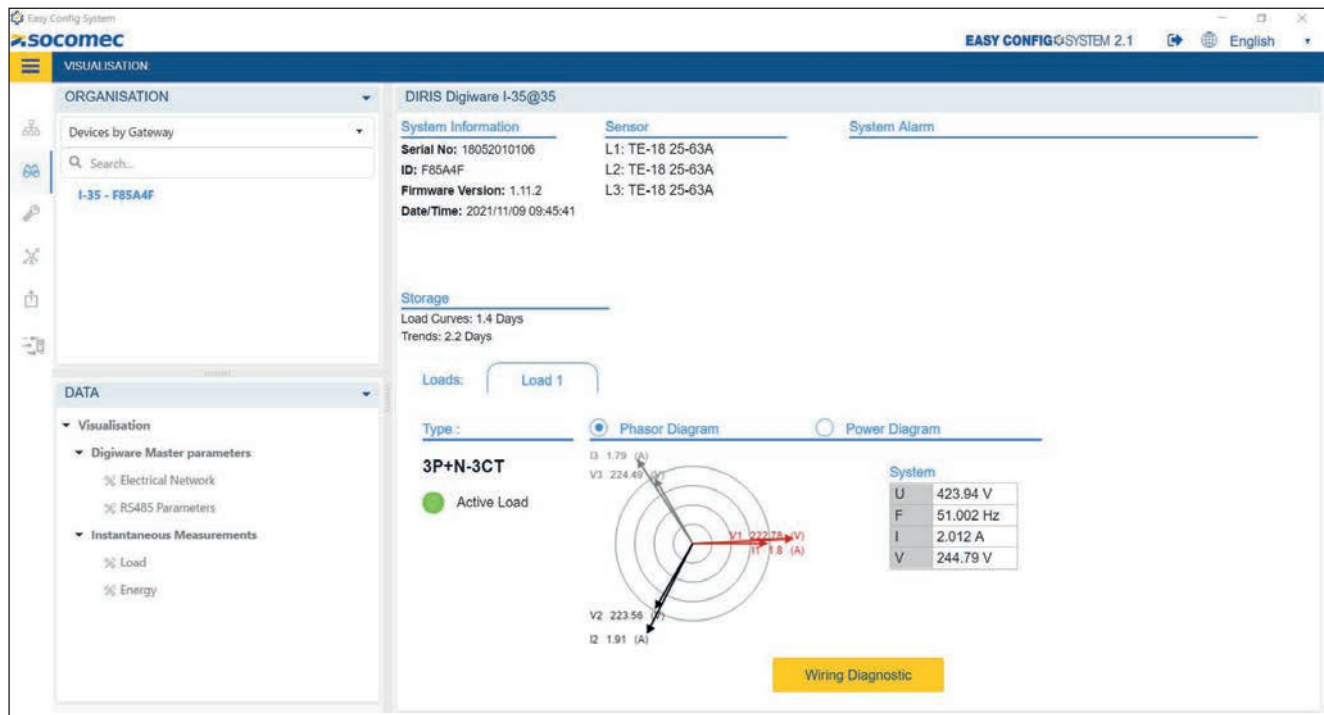 Easy Config System
socomec
EASY CONFIG SYSTEM 2.1
English
VISUALISATION:
ORGANISATION
Devices by Gateway
Search...
I-35 - F85A4F
DATA
Visualisation
Digiware Master parameters
Electrical Network
RS485 Parameters
Instantaneous Measurements
Load
Energy
DIRIS Digiware I-35@35
System Information
Serial No: 18052010106
ID: F85A4F
Firmware Version: 1.11.2
Date/Time: 2021/11/09 09:45:41
Sensor
L1: TE-18 25-63A
L2: TE-18 25-63A
L3: TE-18 25-63A
System Alarm
Storage
Load Curves: 1.4 Days
Trends: 2.2 Days
Loads:
Load 1
Type :
3P+N-3CT
Active Load
Phasor Diagram
Power Diagram
I3 1.79 (A)
V3 224.49 (V)
V1 222.78 (V)
I1 1.8 (A)
V2 223.56 (V)
I2 1.91 (A)
System
U 423.94 V
F 51.002 Hz
I 2.012 A
V 244.79 V
Wiring Diagnostic